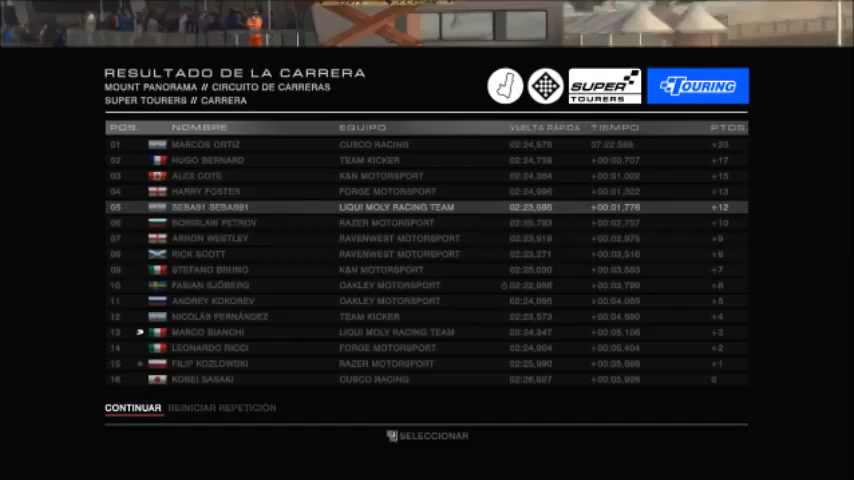 RESULTADO DE LA CARRERA
MOUNT PANORAMA // CIRCUITO DE CARRERAS
SUPER TOURERS // CARRERA
SUPER TOURERS
TOURING
POS. NOMBRE EQUIPO VUELTA RÁPIDA TIEMPO PTOS.
01 MARCOS ORTIZ CUSCO RACING 02:24,575 07:22,588 +20
02 HUGO BERNARD TEAM KICKER 02:24,738 +00:00,707 +17
03 ALEX COTE K&N MOTORSPORT 02:24,364 +00:01,022 +15
04 HARRY FOSTER FORGE MOTORSPORT 02:24,996 +00:01,322 +13
05 SEBA91 SEBA991 LIQUI MOLY RACING TEAM 02:23,595 +00:01,776 +12
06 BORISLAW PETROV RAZER MOTORSPORT 02:25,793 +00:02,757 +10
07 ARRON WESTLEY RAVENWEST MOTORSPORT 02:23,919 +00:02,975 +9
08 RICK SCOTT RAVENWEST MOTORSPORT 02:23,271 +00:03,516 +8
09 STEFANO BRUNO K&N MOTORSPORT 02:25,030 +00:03,583 +7
10 FABIAN SJÖBERG OAKLEY MOTORSPORT 02:22,956 +00:03,799 +6
11 ANDREY KOKOREV OAKLEY MOTORSPORT 02:24,095 +00:04,065 +5
12 NICOLÁS FERNÁNDEZ TEAM KICKER 02:23,573 +00:04,590 +4
13 MARCO BIANCHI LIQUI MOLY RACING TEAM 02:24,347 +00:05,106 +3
14 LEONARDO RICCI FORGE MOTORSPORT 02:24,904 +00:05,404 +2
15 FILIP KOZLOWSKI RAZER MOTORSPORT 02:25,990 +00:05,698 +1
16 KOSEI SASAKI CUSCO RACING 02:26,997 +00:05,926 0
CONTINUAR REINICIAR REPETICIÓN
SELECCIONAR